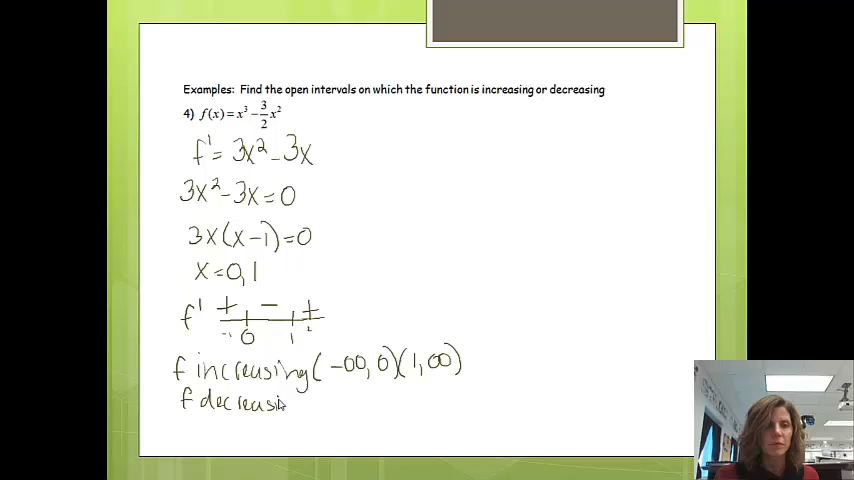 Examples: Find the open intervals on which the function is increasing or decreasing
4) f(x) = x³ − 3/2 x²
f' = 3x² − 3x
3x² − 3x = 0
3x(x − 1) = 0
x = 0, 1
f' + − +
-1 0 1 2
f increasing (−∞, 0)(1, ∞)
f decreasi